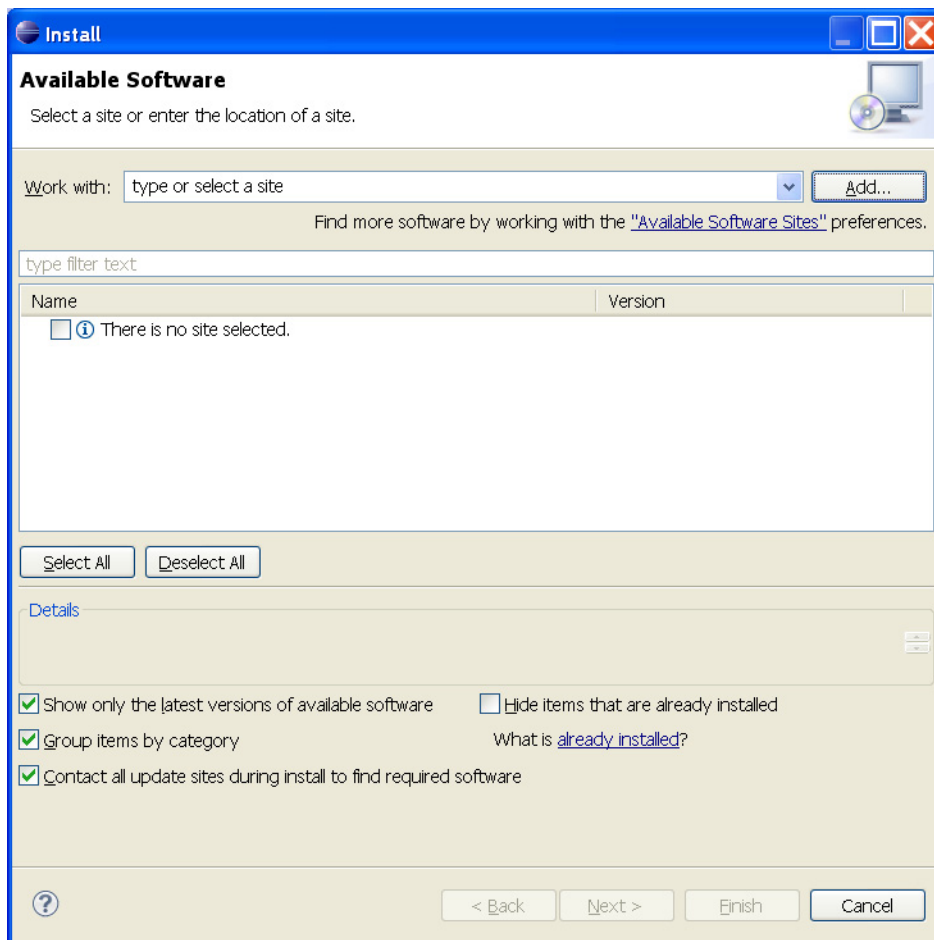 Install
Available Software
Select a site or enter the location of a site.
Work with: type or select a site Add...
Find more software by working with the "Available Software Sites" preferences.
type filter text
Name Version
There is no site selected.
Select All Deselect All
Details
Show only the latest versions of available software Hide items that are already installed
Group items by category What is already installed?
Contact all update sites during install to find required software
? < Back Next > Finish Cancel